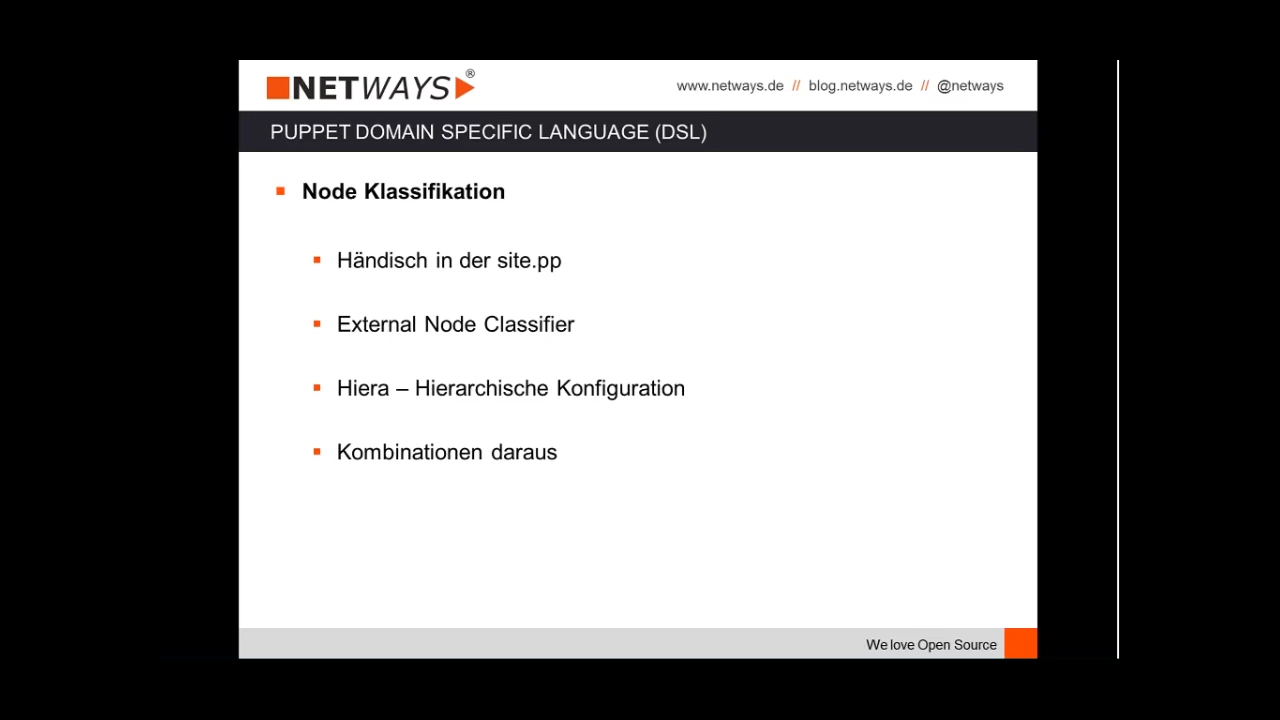 NETWAYS®
www.netways.de // blog.netways.de // @netways
PUPPET DOMAIN SPECIFIC LANGUAGE (DSL)
Node Klassifikation
Händisch in der site.pp
External Node Classifier
Hiera – Hierarchische Konfiguration
Kombinationen daraus
We love Open Source